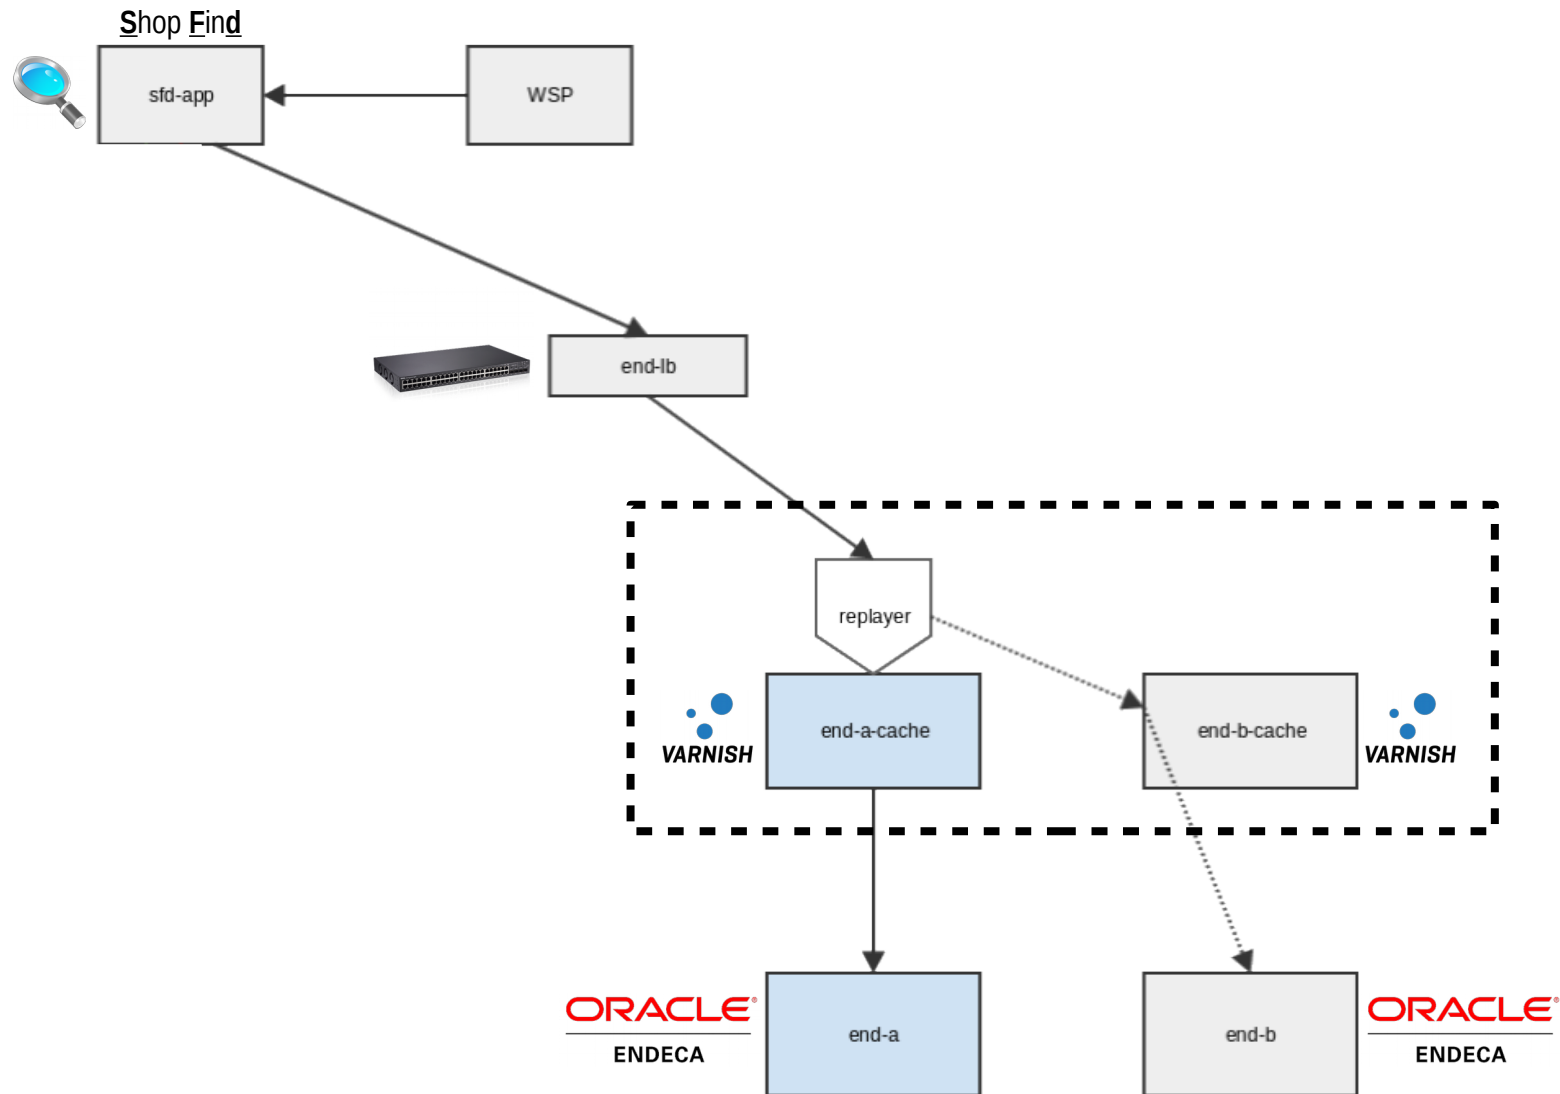 Shop Find
sfd-app
WSP
end-lb
replayer
end-a-cache
end-b-cache
VARNISH
VARNISH
ORACLE®
ENDECA
end-a
end-b
ORACLE®
ENDECA